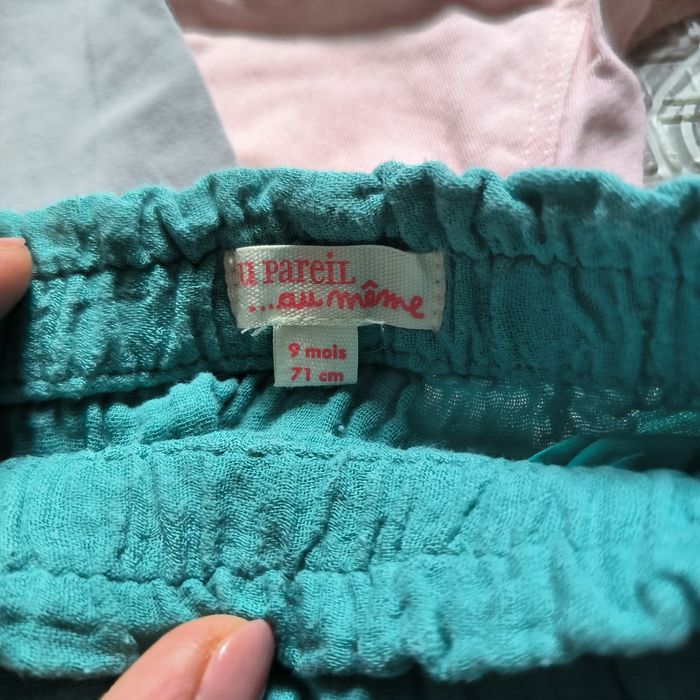 u PareiL
...au même
9 mois
71 cm